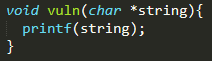 void vuln(char *string){
  printf(string);
}